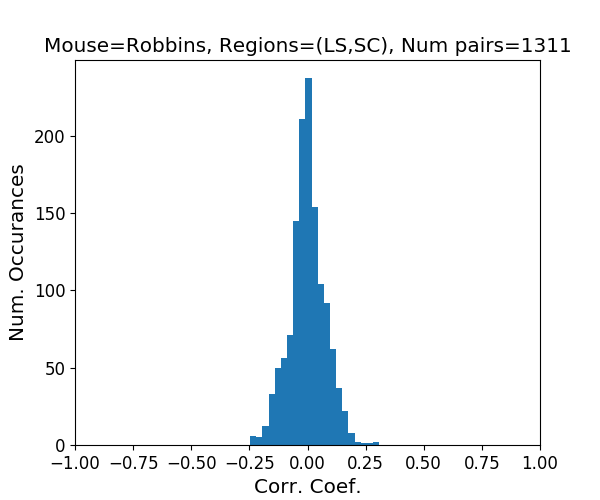 Mouse=Robbins, Regions=(LS,SC), Num pairs=1311
Num. Occurances
200
150
100
50
0
−1.00 −0.75 −0.50 −0.25 0.00 0.25 0.50 0.75 1.00
Corr. Coef.